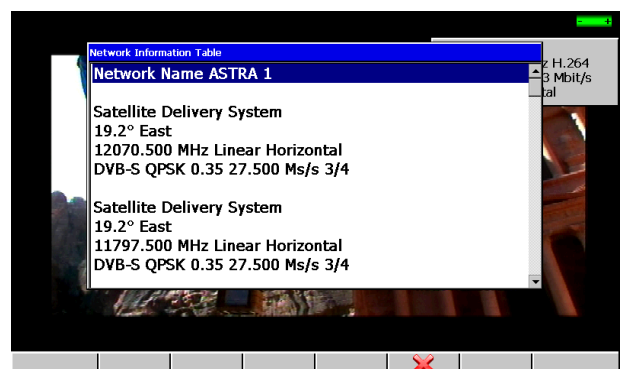 - +
Network Information Table
z H.264
3 Mbit/s
tal
Network Name ASTRA 1
Satellite Delivery System
19.2° East
12070.500 MHz Linear Horizontal
DVB-S QPSK 0.35 27.500 Ms/s 3/4
Satellite Delivery System
19.2° East
11797.500 MHz Linear Horizontal
DVB-S QPSK 0.35 27.500 Ms/s 3/4